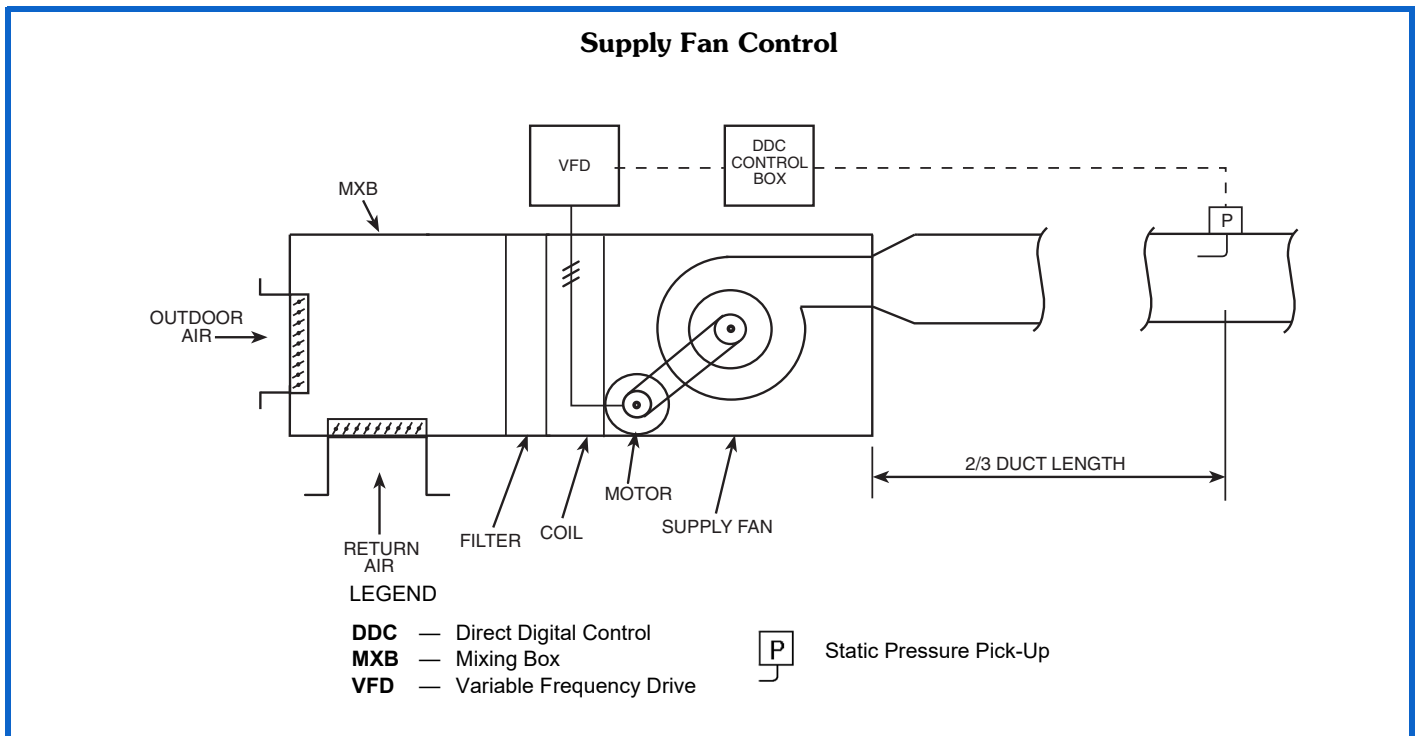 Supply Fan Control
VFD
DDC
CONTROL
BOX
MXB
P
OUTDOOR
AIR
2/3 DUCT LENGTH
MOTOR
SUPPLY FAN
COIL
FILTER
RETURN
AIR
LEGEND
DDC — Direct Digital Control
MXB — Mixing Box
VFD — Variable Frequency Drive
P Static Pressure Pick-Up